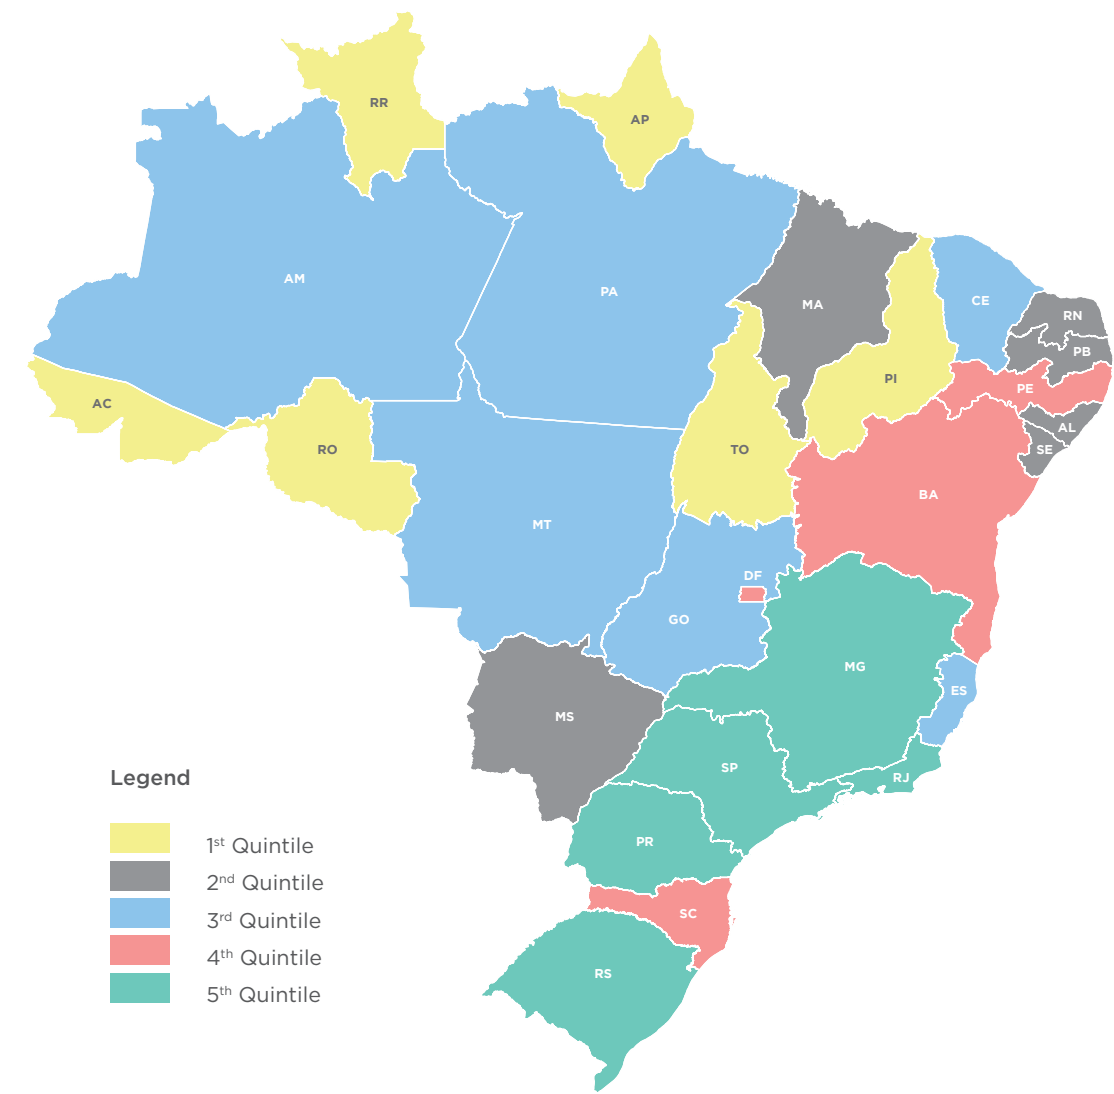 RR
AP
AM
PA
MA
CE
RN
PB
PI
PE
AC
AL
RO
TO
SE
BA
MT
DF
GO
MG
ES
MS
SP
RJ
PR
SC
RS
Legend
1st Quintile
2nd Quintile
3rd Quintile
4th Quintile
5th Quintile